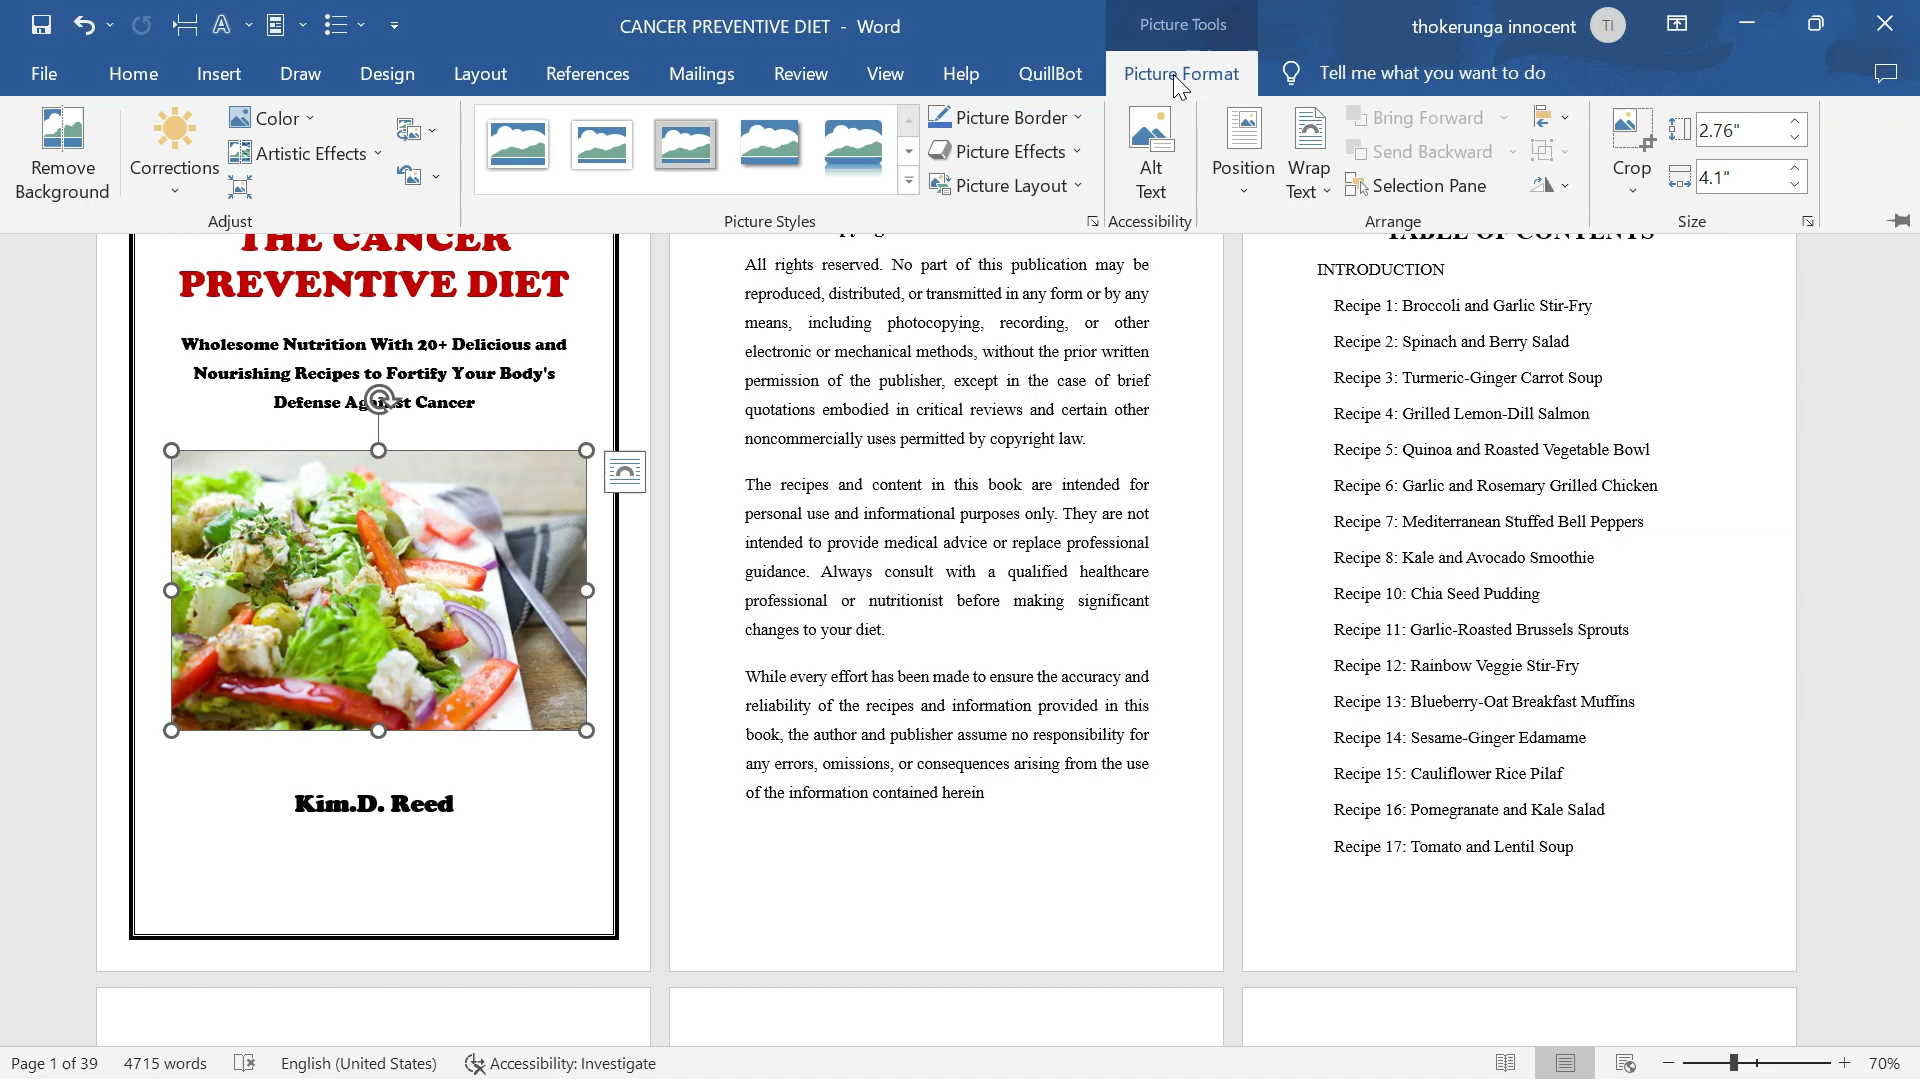 CANCER PREVENTIVE DIET - Word
Picture Tools
thokerunga innocent
TI
File
Home
Insert
Draw
Design
Layout
References
Mailings
Review
View
Help
QuillBot
Picture Format
Tell me what you want to do
Remove Background
Corrections
Color
Artistic Effects
Adjust
Picture Styles
Picture Border
Picture Effects
Picture Layout
Alt Text
Accessibility
Position
Wrap Text
Bring Forward
Send Backward
Selection Pane
Arrange
Crop
2.76"
4.1"
Size
THE CANCER
PREVENTIVE DIET
Wholesome Nutrition With 20+ Delicious and
Nourishing Recipes to Fortify Your Body's
Defense Against Cancer
Kim.D. Reed
All rights reserved. No part of this publication may be
reproduced, distributed, or transmitted in any form or by any
means, including photocopying, recording, or other
electronic or mechanical methods, without the prior written
permission of the publisher, except in the case of brief
quotations embodied in critical reviews and certain other
noncommercially uses permitted by copyright law.
The recipes and content in this book are intended for
personal use and informational purposes only. They are not
intended to provide medical advice or replace professional
guidance. Always consult with a qualified healthcare
professional or nutritionist before making significant
changes to your diet.
While every effort has been made to ensure the accuracy and
reliability of the recipes and information provided in this
book, the author and publisher assume no responsibility for
any errors, omissions, or consequences arising from the use
of the information contained herein
TABLE OF CONTENTS
INTRODUCTION
Recipe 1: Broccoli and Garlic Stir-Fry
Recipe 2: Spinach and Berry Salad
Recipe 3: Turmeric-Ginger Carrot Soup
Recipe 4: Grilled Lemon-Dill Salmon
Recipe 5: Quinoa and Roasted Vegetable Bowl
Recipe 6: Garlic and Rosemary Grilled Chicken
Recipe 7: Mediterranean Stuffed Bell Peppers
Recipe 8: Kale and Avocado Smoothie
Recipe 10: Chia Seed Pudding
Recipe 11: Garlic-Roasted Brussels Sprouts
Recipe 12: Rainbow Veggie Stir-Fry
Recipe 13: Blueberry-Oat Breakfast Muffins
Recipe 14: Sesame-Ginger Edamame
Recipe 15: Cauliflower Rice Pilaf
Recipe 16: Pomegranate and Kale Salad
Recipe 17: Tomato and Lentil Soup
Page 1 of 39
4715 words
English (United States)
Accessibility: Investigate
70%